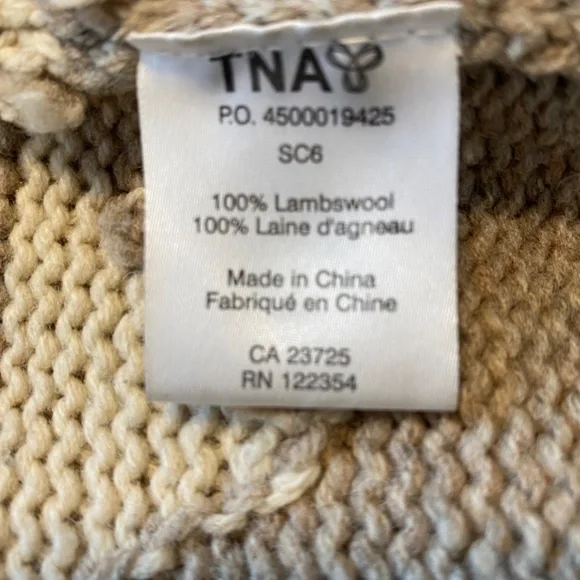 TNA
P.O. 4500019425
SC6
100% Lambswool
100% Laine d'agneau
Made in China
Fabriqué en Chine
CA 23725
RN 122354